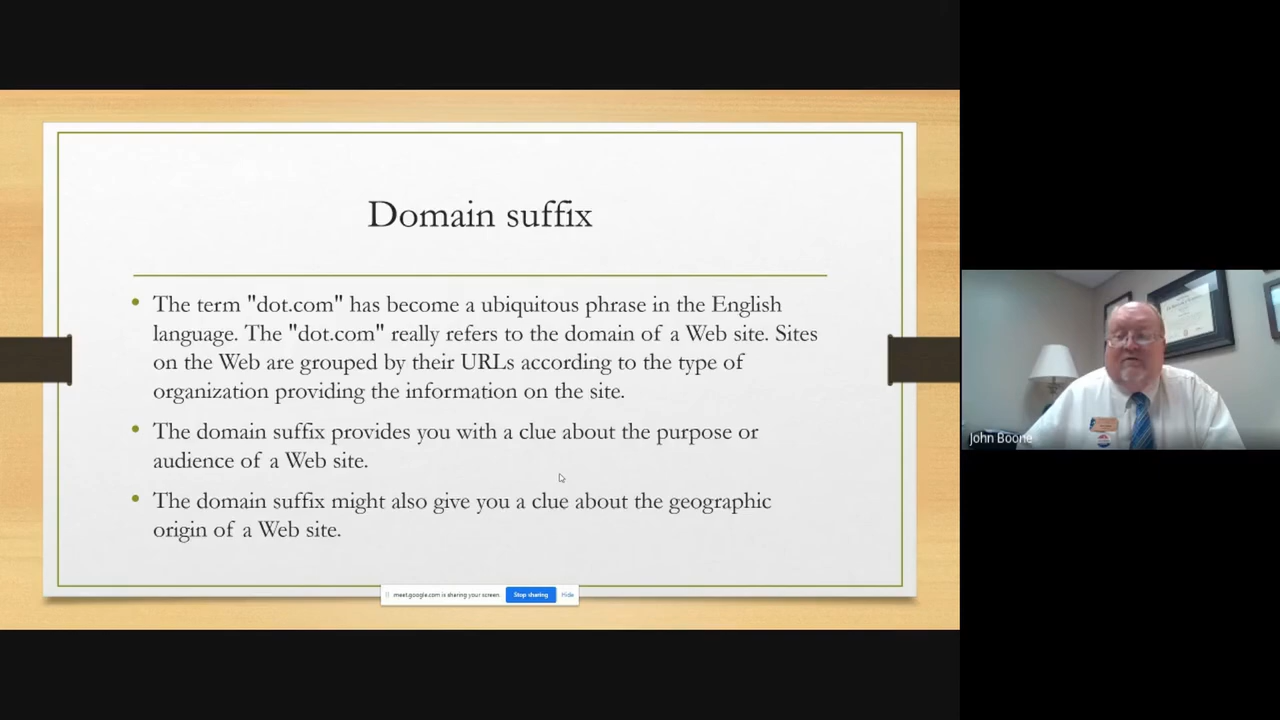 Domain suffix
The term "dot.com" has become a ubiquitous phrase in the English
language. The "dot.com" really refers to the domain of a Web site. Sites
on the Web are grouped by their URLs according to the type of
organization providing the information on the site.
The domain suffix provides you with a clue about the purpose or
audience of a Web site.
The domain suffix might also give you a clue about the geographic
origin of a Web site.
meet.google.com is sharing your screen.
Stop sharing
Hide
John Boone